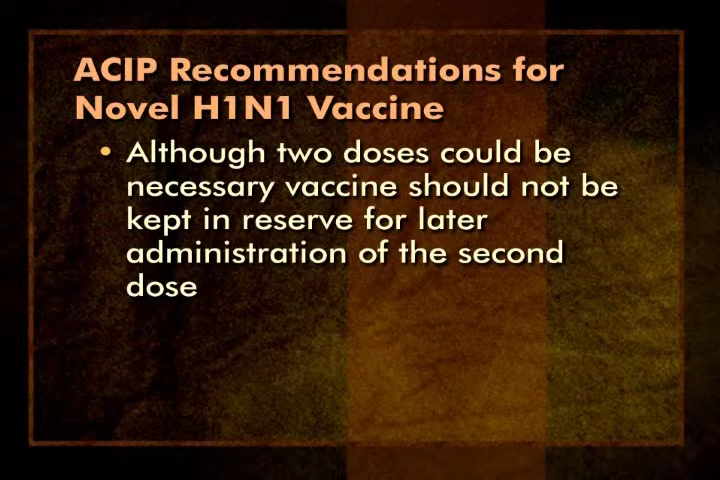 ACIP Recommendations for
Novel H1N1 Vaccine
• Although two doses could be
necessary vaccine should not be
kept in reserve for later
administration of the second
dose